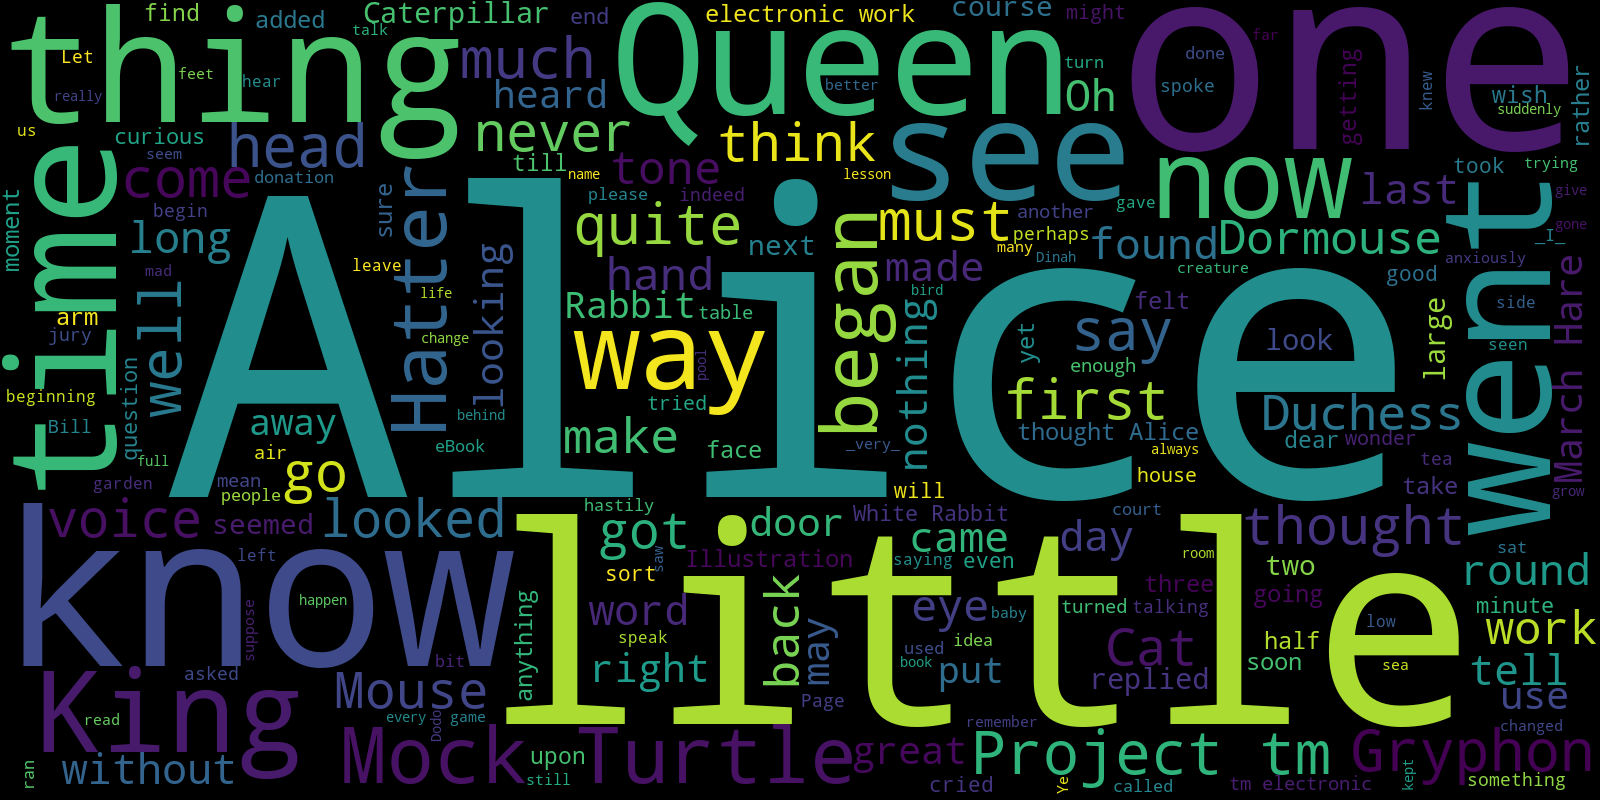 thing
find
added
Caterpillar
talk
end
electronic work
course
might
Queen
one
Let
feet
hear
really
much
heard
better
turn
Oh
spoke
done
far
getting
knew
wish
suddenly
rather
us
curious
seem
head
never
till
think
see
now
last
took
trying
time
come
donation
begin
Hatter
sure
tone
name
please
indeed
lesson
must
another
gave
perhaps
many
Dinah
found
Dormouse
went
give
gone
_I_
moment
long
mad
leave
looking
life
change
quite
next
hand
began
made
creature
good
anxiously
Alice
well
arm
jury
Rabbit
table
bird
felt
large
side
March Hare
way
pool
nothing
yet
say
look
seen
enough
beginning
Bill
question
behind
tried
first
Duchess
away
eBook
make
face
_very_
thought Alice
dear
wonder
always
tea
full
air
garden
mean
people
go
will
house
take
grow
know
voice
seemed
looked
hastily
got
door
White Rabbit
came
day
court
thought
left
saw
Illustration
saying
even
room
sat
sort
little
two
round
suppose
happen
anything
word
back
may
eye
baby
turned
three
talking
going
minute
work
speak
used
idea
Cat
half
low
bit
asked
right
book
put
replied
soon
sea
tell
King
Mouse
Page
use
read
every
Dodo
game
remember
changed
ran
without
Mock Turtle
upon
still
great
cried
Project tm
Ye
called
tm electronic
Gryphon
kept
something